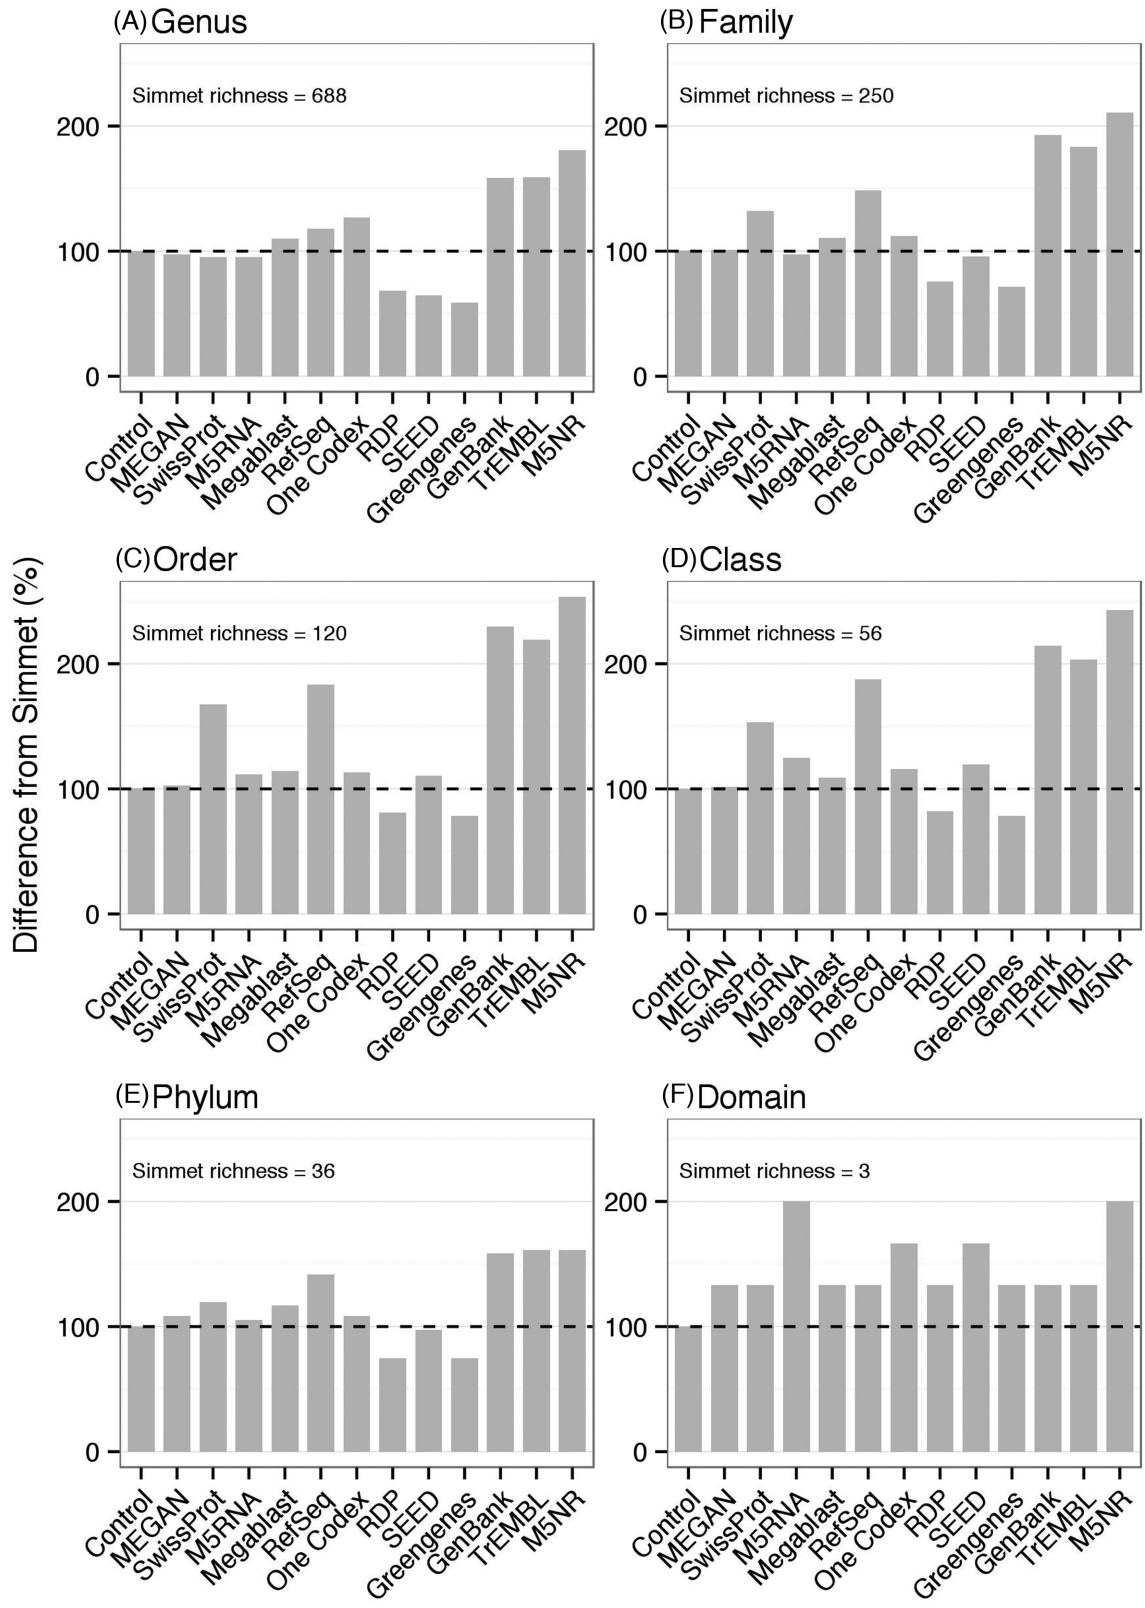 (A) Genus
Simmet richness = 688
200
100
0
Control
MEGAN
SwissProt
M5RNA
Megablast
RefSeq
One Codex
RDP
SEED
Greengenes
GenBank
TrEMBL
M5NR
(B) Family
Simmet richness = 250
200
100
0
Control
MEGAN
SwissProt
M5RNA
Megablast
RefSeq
One Codex
RDP
SEED
Greengenes
GenBank
TrEMBL
M5NR
Difference from Simmet (%)
(C) Order
Simmet richness = 120
200
100
0
Control
MEGAN
SwissProt
M5RNA
Megablast
RefSeq
One Codex
RDP
SEED
Greengenes
GenBank
TrEMBL
M5NR
(D) Class
Simmet richness = 56
200
100
0
Control
MEGAN
SwissProt
M5RNA
Megablast
RefSeq
One Codex
RDP
SEED
Greengenes
GenBank
TrEMBL
M5NR
(E) Phylum
Simmet richness = 36
200
100
0
Control
MEGAN
SwissProt
M5RNA
Megablast
RefSeq
One Codex
RDP
SEED
Greengenes
GenBank
TrEMBL
M5NR
(F) Domain
Simmet richness = 3
200
100
0
Control
MEGAN
SwissProt
M5RNA
Megablast
RefSeq
One Codex
RDP
SEED
Greengenes
GenBank
TrEMBL
M5NR